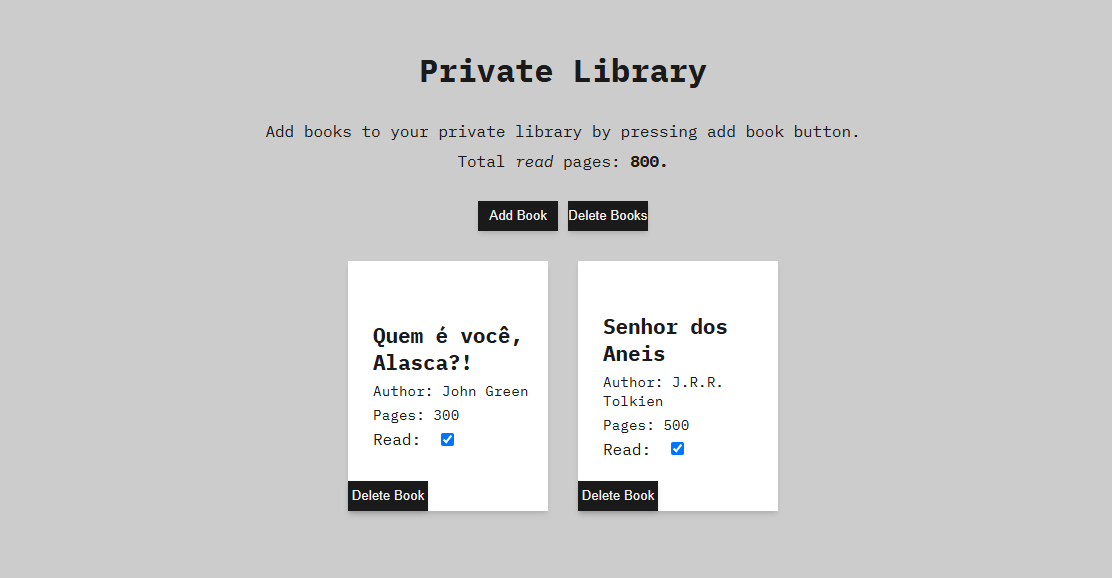 Private Library
Add books to your private library by pressing add book button.
Total read pages: 800.
Add Book
Delete Books
Quem é você,
Alasca?!
Author: John Green
Pages: 300
Read:
Delete Book
Senhor dos
Aneis
Author: J.R.R.
Tolkien
Pages: 500
Read:
Delete Book